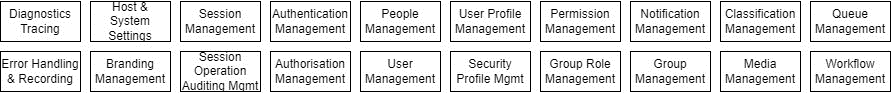 Diagnostics
Tracing
Host &
System
Settings
Session
Management
Authentication
Management
People
Management
User Profile
Management
Permission
Management
Notification
Management
Classification
Management
Queue
Management
Error Handling
& Recording
Branding
Management
Session
Operation
Auditing Mgmt
Authorisation
Management
User
Management
Security
Profile Mgmt
Group Role
Management
Group
Management
Media
Management
Workflow
Management